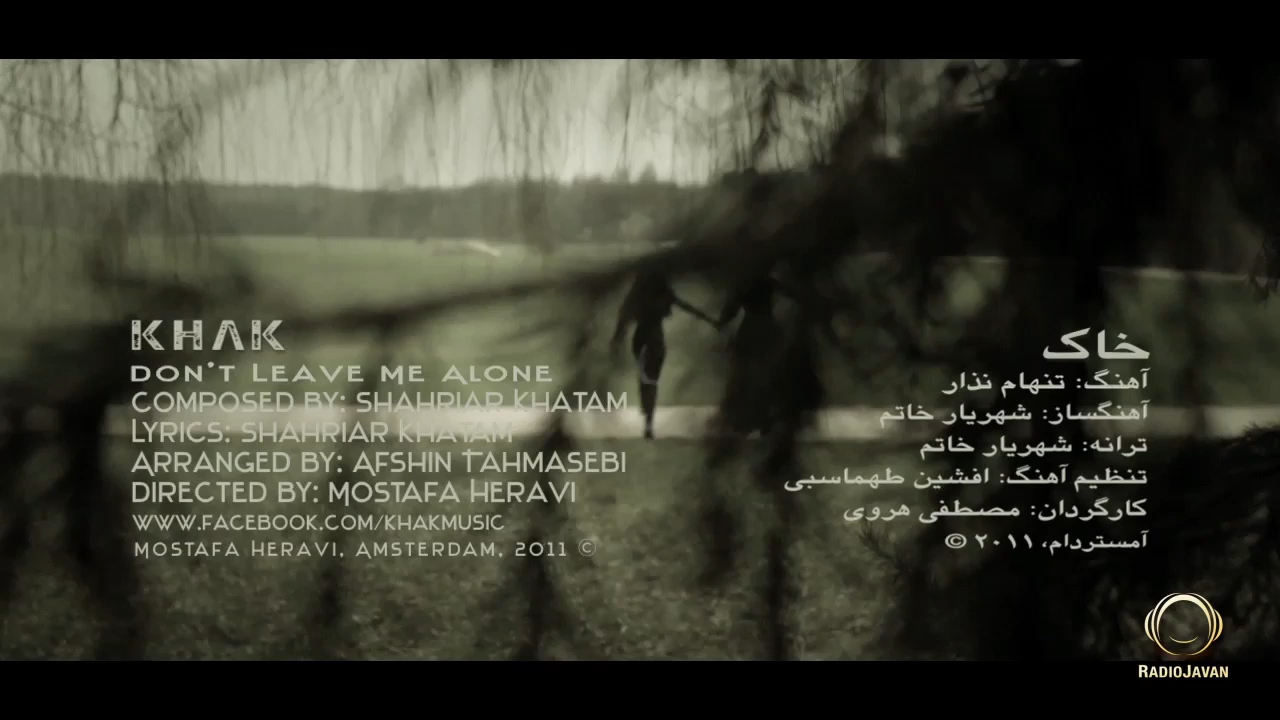 KHAK
DON'T LEAVE ME ALONE
COMPOSED BY: SHAHRIAR KHATAM
LYRICS: SHAHRIAR KHATAM
ARRANGED BY: AFSHIN TAHMASEBI
DIRECTED BY: MOSTAFA HERAVI
WWW.FACEBOOK.COM/KHAKMUSIC
MOSTAFA HERAVI, AMSTERDAM, 2011 ©
خاک
آهنگ: تنهام نذار
آهنگساز: شهریار خاتم
ترانه: شهریار خاتم
تنظیم آهنگ: افشین طهماسبی
کارگردان: مصطفی هروی
آمستردام، ۲۰۱۱ ©
RADIOJAVAN